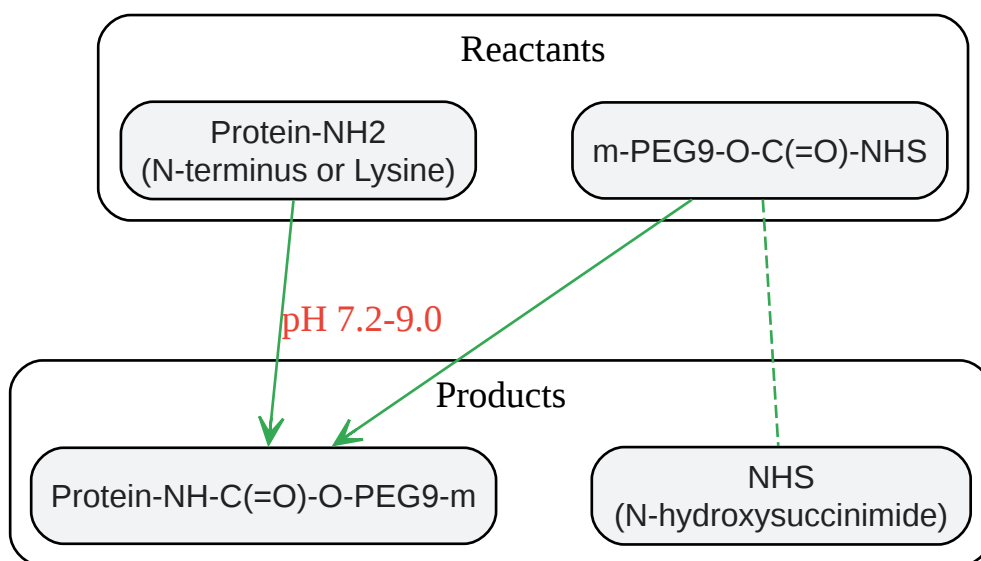 Reactants
Protein-NH2
(N-terminus or Lysine)
m-PEG9-O-C(=O)-NHS
pH 7.2-9.0
Products
Protein-NH-C(=O)-O-PEG9-m
NHS
(N-hydroxysuccinimide)